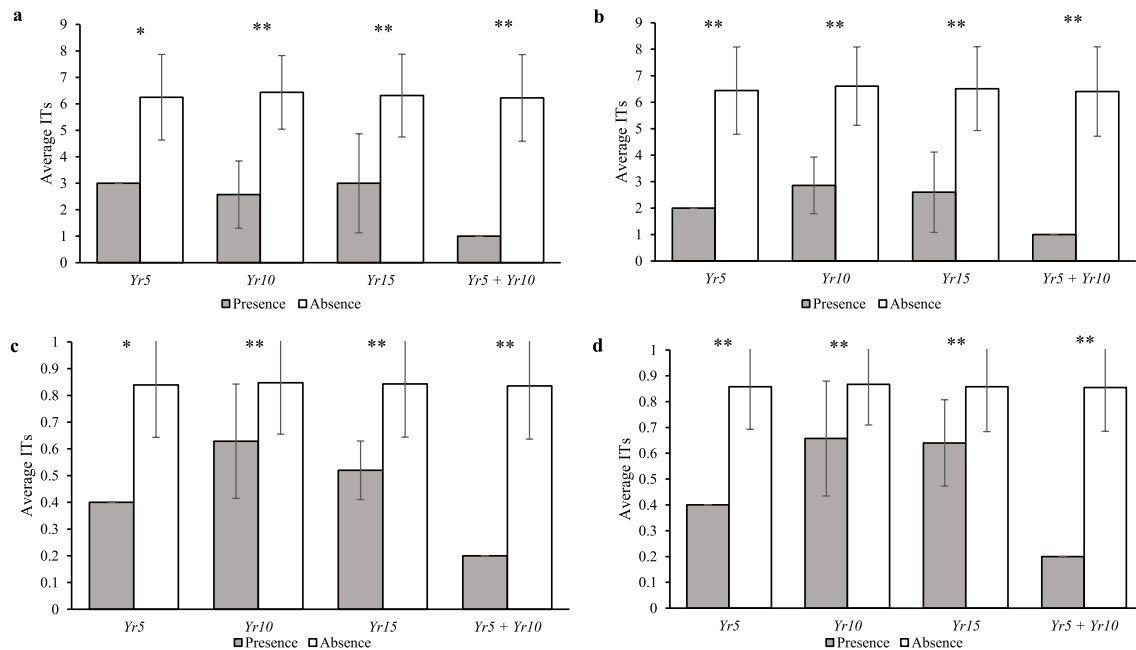 a
* ** ** **
9
8
7
6
5
4
3
2
1
0
Average ITs
Yr5 Yr10 Yr15 Yr5 + Yr10
Presence Absence
b
** ** ** **
9
8
7
6
5
4
3
2
1
0
Average ITs
Yr5 Yr10 Yr15 Yr5 + Yr10
Presence Absence
c
* ** ** **
1
0.9
0.8
0.7
0.6
0.5
0.4
0.3
0.2
0.1
0
Average ITs
Yr5 Yr10 Yr15 Yr5 + Yr10
Presence Absence
d
** ** ** **
1
0.9
0.8
0.7
0.6
0.5
0.4
0.3
0.2
0.1
0
Average ITs
Yr5 Yr10 Yr15 Yr5 + Yr10
Presence Absence